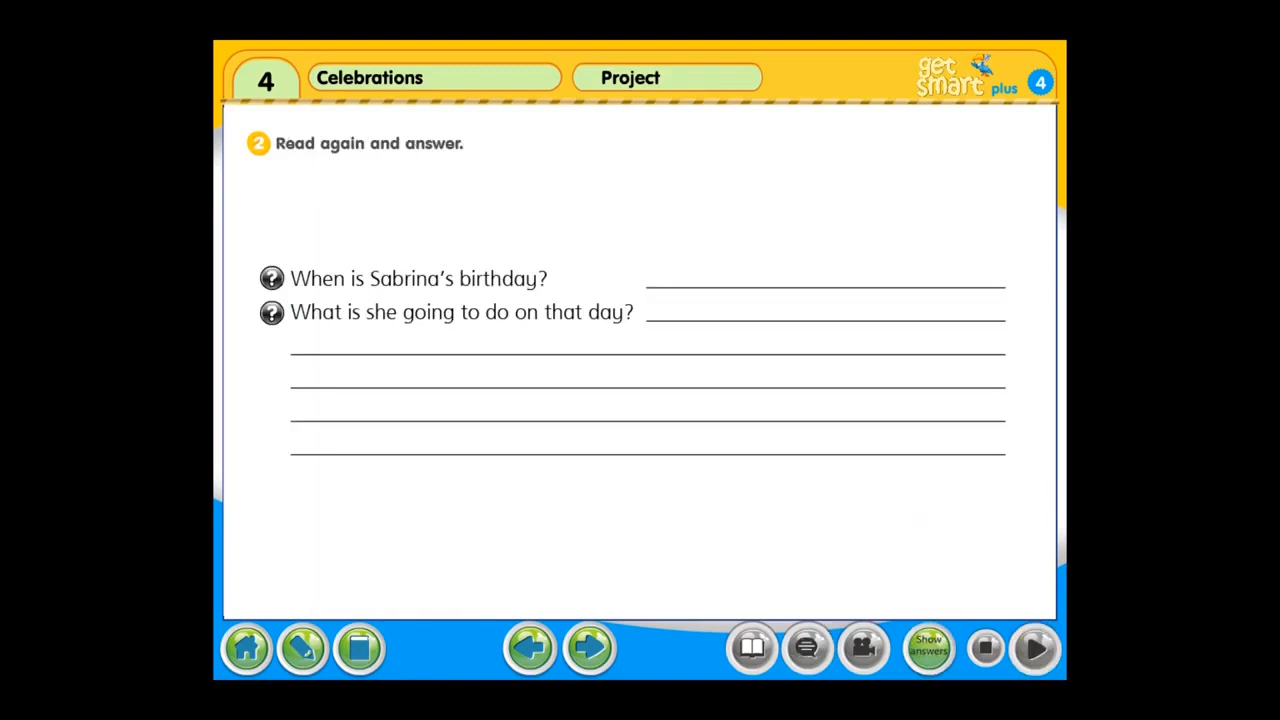 4
Celebrations
Project
get
smart plus 4
2 Read again and answer.
? When is Sabrina's birthday?
? What is she going to do on that day?
Show
answers